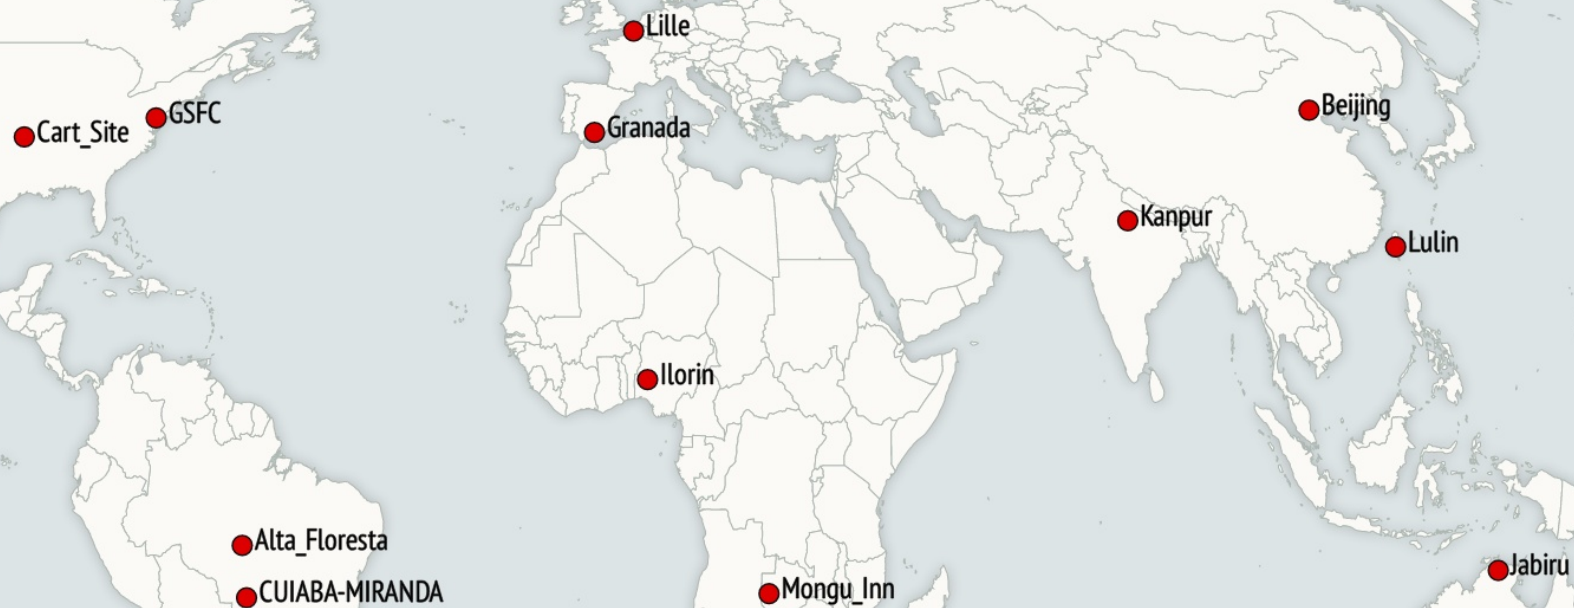 Lille
GSFC
Beijing
Cart_Site
Granada
Kanpur
Lulin
Ilorin
Alta_Floresta
Jabiru
CUIABA-MIRANDA
Mongu_Inn